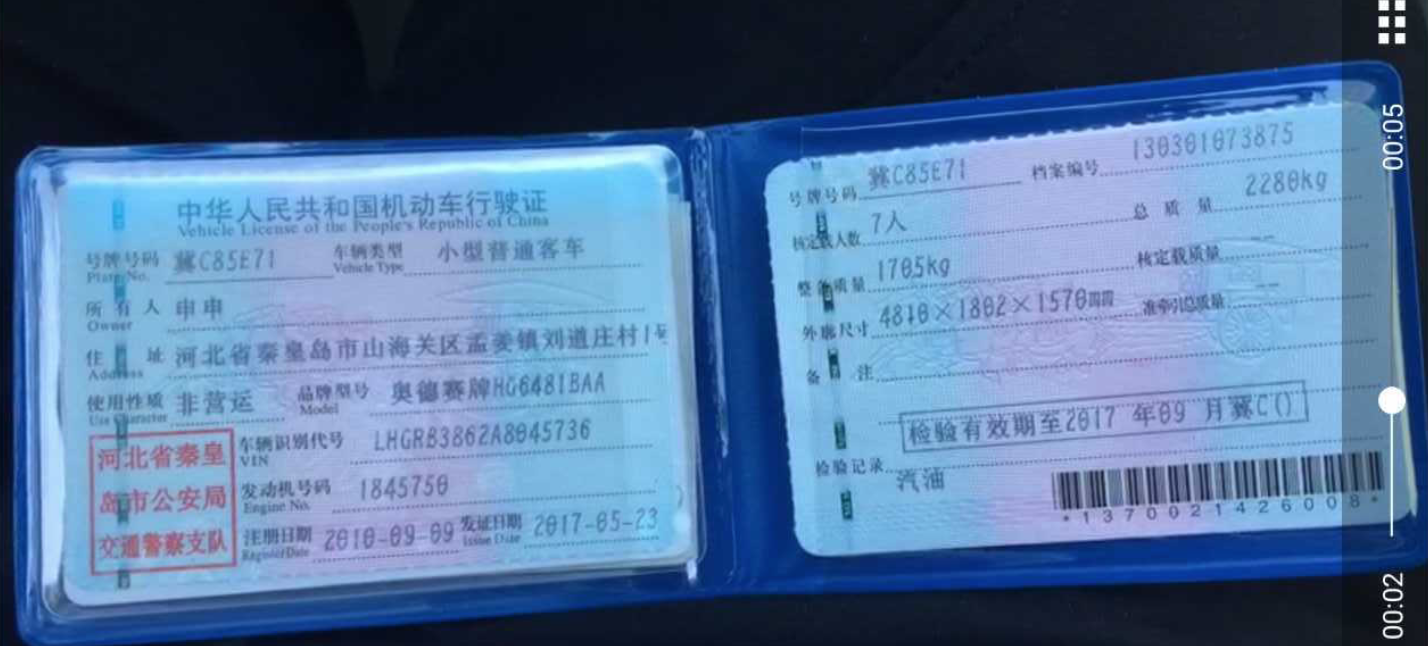 中华人民共和国机动车行驶证
Vehicle License of the People's Republic of China
号牌号码 冀C85E71 车辆类型 小型普通客车
Plate No. Vehicle Type
所有人 申申
Owner
住址 河北省秦皇岛市山海关区孟姜镇刘道庄村1号
Address
使用性质 非营运 品牌型号 奥德赛牌HG6481BAA
Use Character Model
河北省秦皇
岛市公安局
交通警察支队
车辆识别代号 LHGRB3862A8045736
VIN
发动机号码 1845750
Engine No.
注册日期 2010-09-09 发证日期 2017-05-23
Register Date Issue Date
号牌号码 冀C85E71 档案编号 130301073875
核定载人数 7人 总质量 2280kg
整备质量 1705kg 核定载质量 --
外廓尺寸 4810×1802×1570㎜ 准牵引总质量 --
备注
检验有效期至2017 年09 月冀C()
检验记录
汽油
*1370021426008*
00:05
00:02